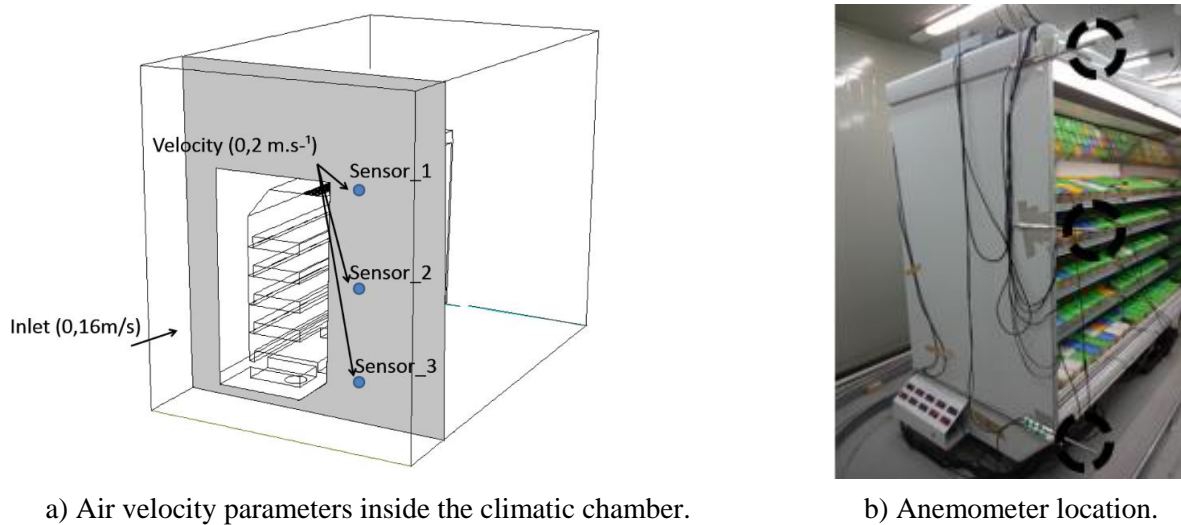 Velocity (0,2 m.s-¹)
Sensor_1
Sensor_2
Inlet (0,16m/s)
Sensor_3
a) Air velocity parameters inside the climatic chamber.
b) Anemometer location.